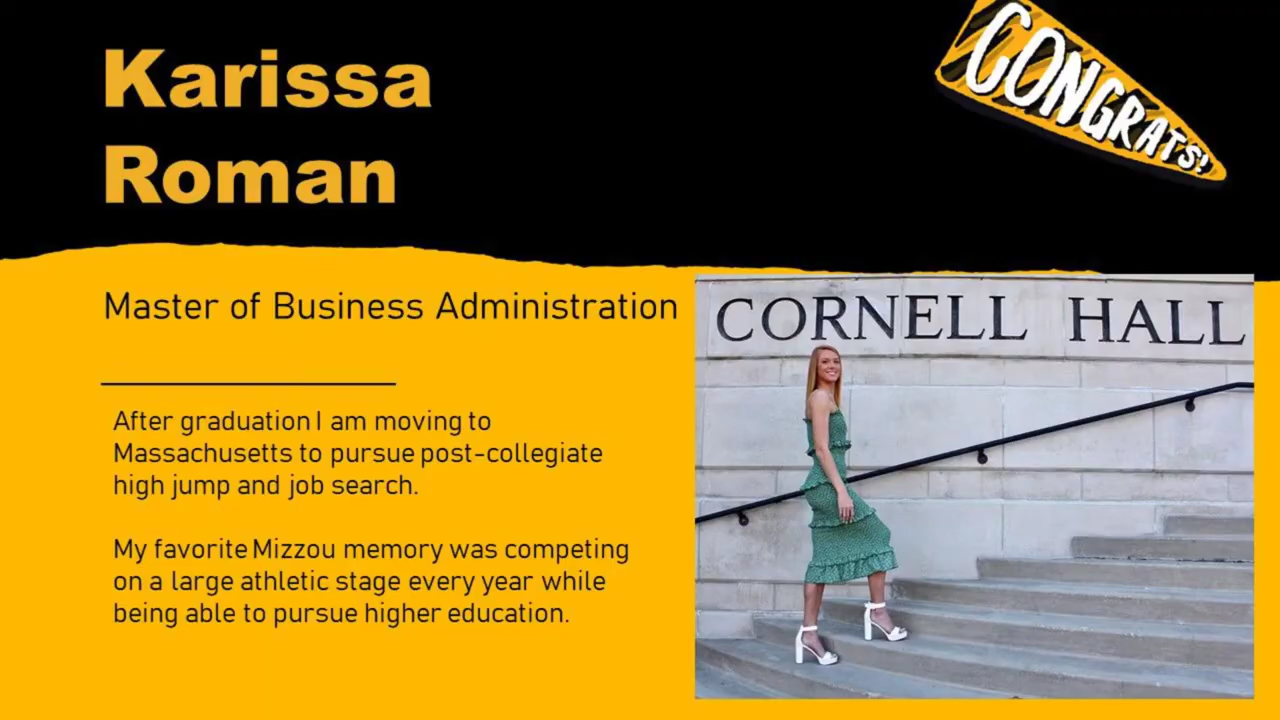 Karissa
Roman
CONGRATS!
Master of Business Administration
CORNELL HALL
After graduation I am moving to
Massachusetts to pursue post-collegiate
high jump and job search.
My favorite Mizzou memory was competing
on a large athletic stage every year while
being able to pursue higher education.